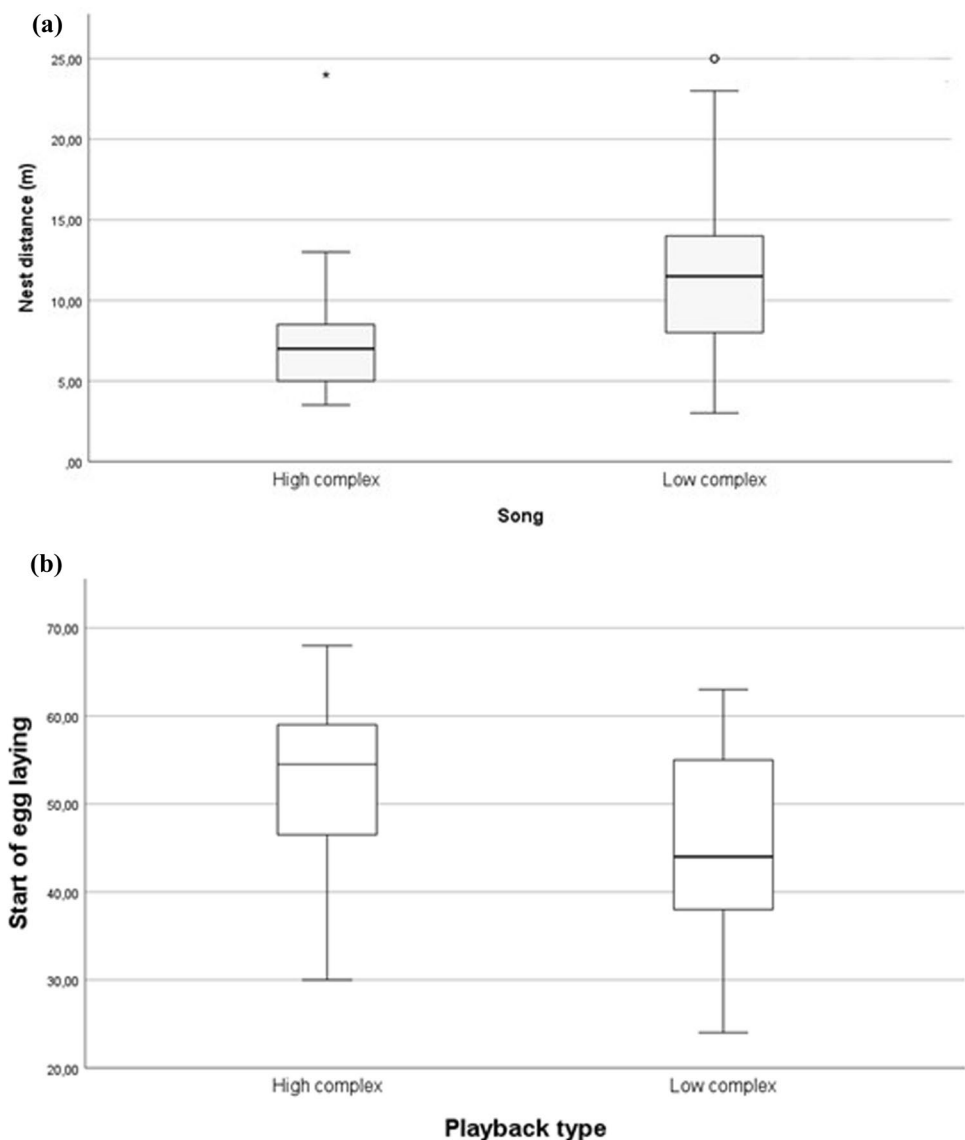 (a)
Nest distance (m)
25,00
20,00
15,00
10,00
5,00
,00
High complex
Low complex
Song
(b)
Start of egg laying
70,00
60,00
50,00
40,00
30,00
20,00
High complex
Low complex
Playback type